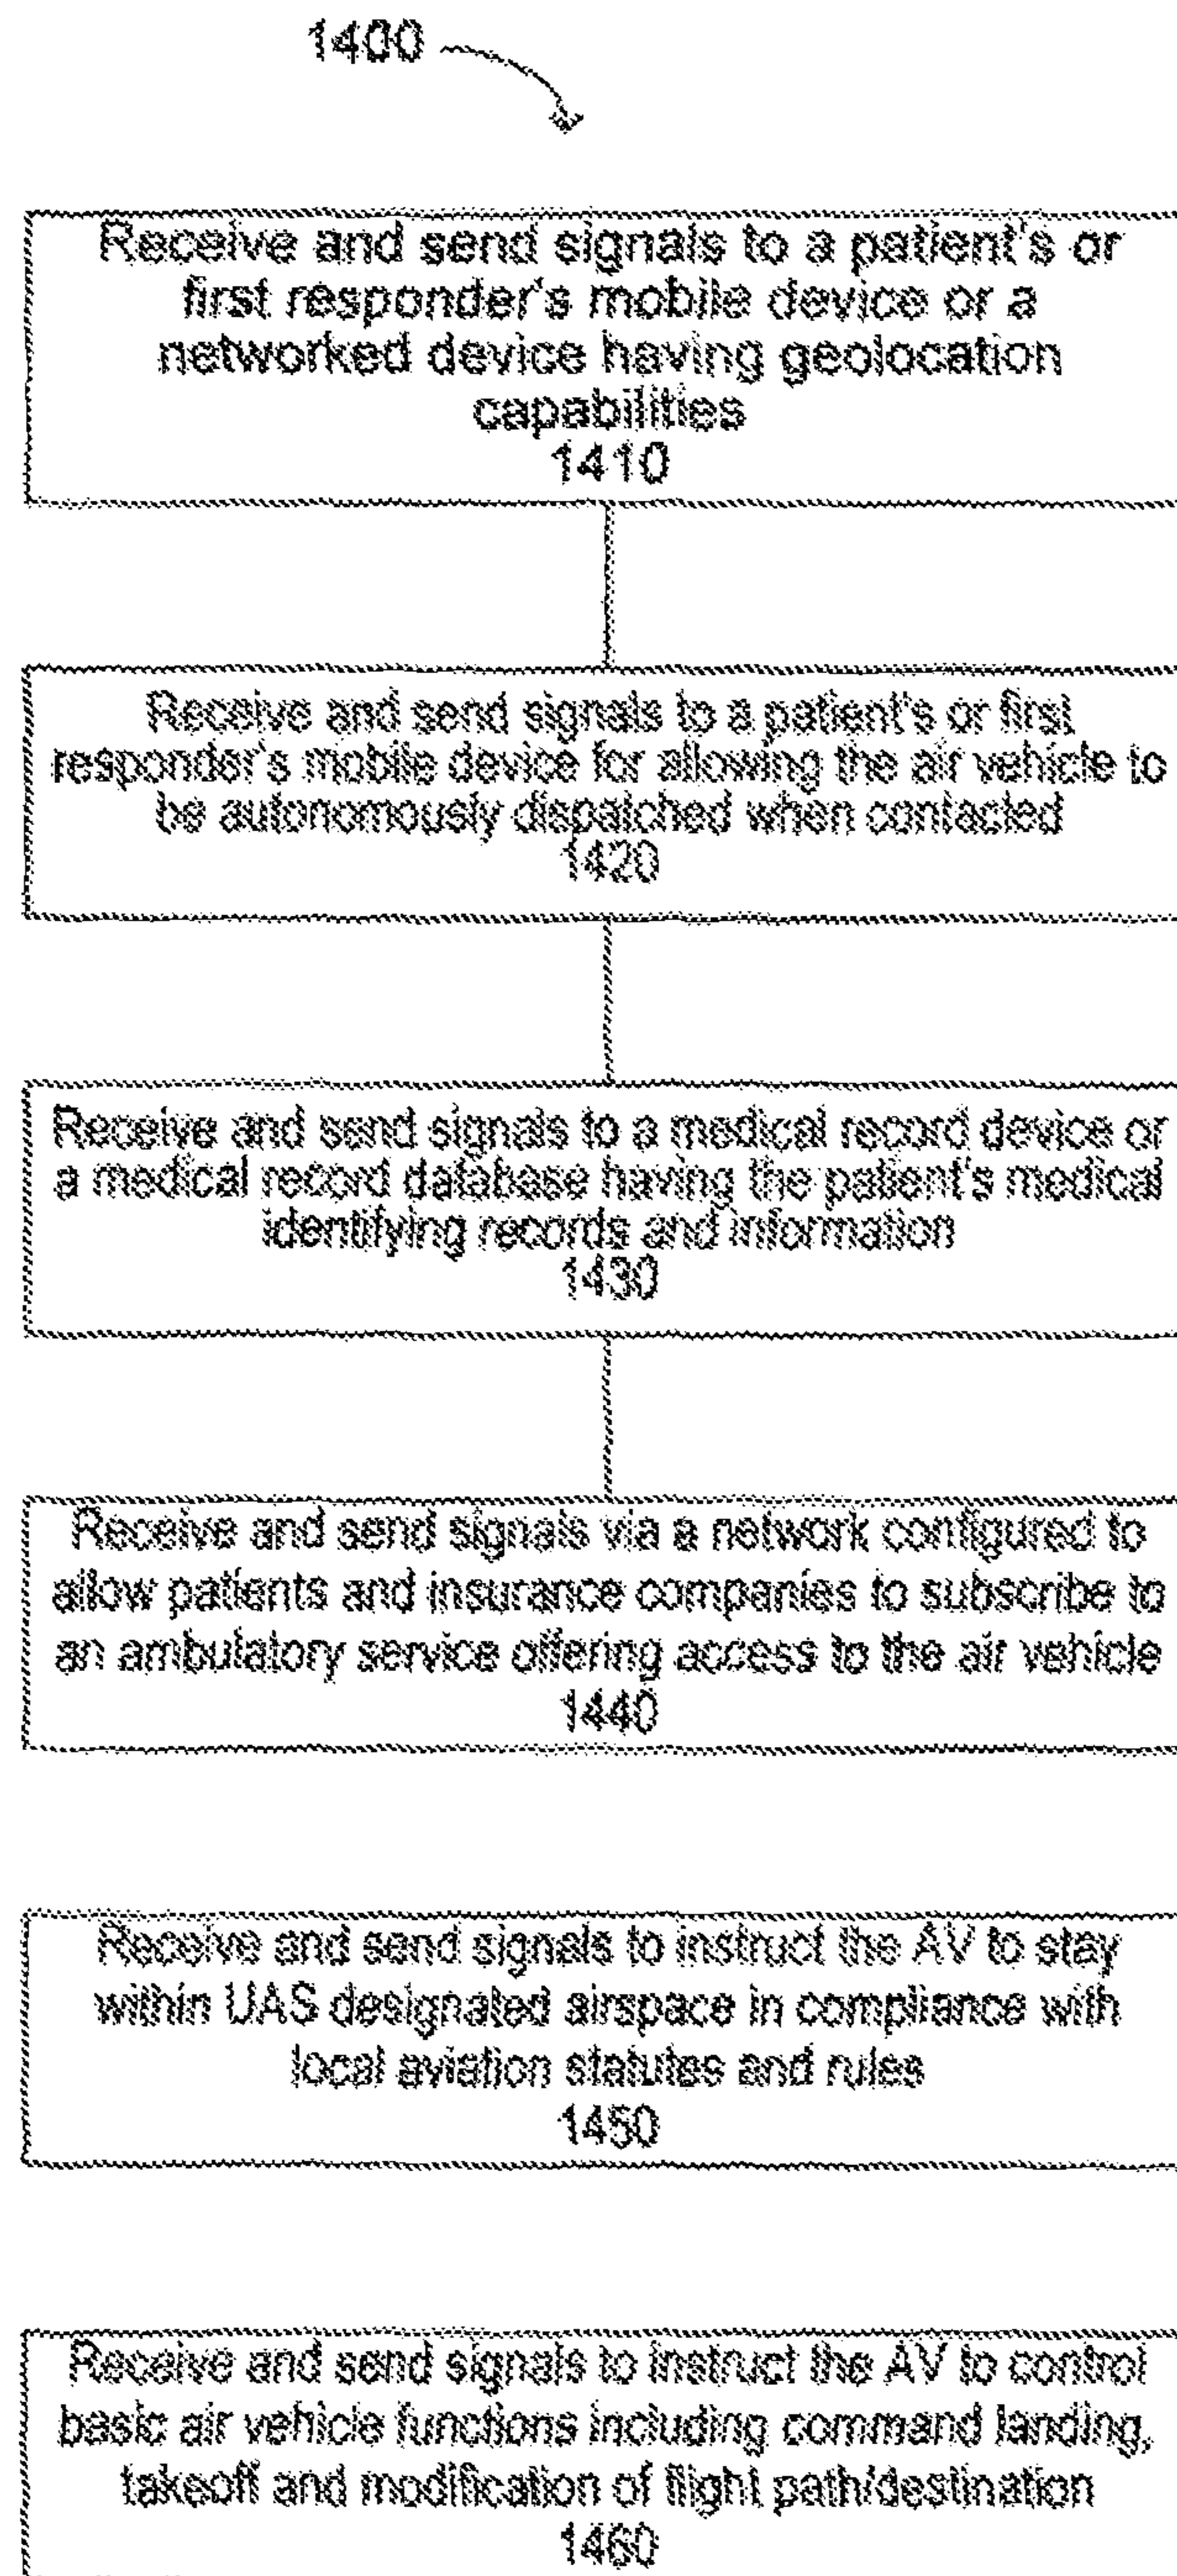 1400
Receive and send signals to a patient's or
first responder's mobile device or a
networked device having geolocation
capabilities
1410
Receive and send signals to a patient's or first
responder's mobile device for allowing the air vehicle to
be autonomously dispatched when contacted
1420
Receive and send signals to a medical record device or
a medical record database having the patient's medical
identifying records and information
1430
Receive and send signals via a network configured to
allow patients and insurance companies to subscribe to
an ambulatory service offering access to the air vehicle
1440
Receive and send signals to instruct the AV to stay
within UAS designated airspace in compliance with
local aviation statutes and rules
1450
Receive and send signals to instruct the AV to control
basic air vehicle functions including command landing,
takeoff and modification of flight path/destination
1460